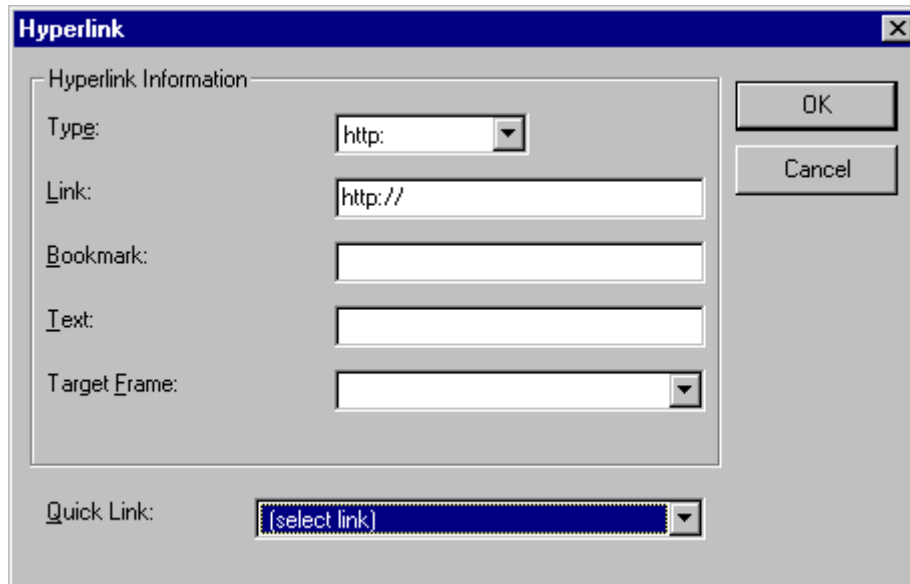 Hyperlink
Hyperlink Information
Type:
http:
Link:
http://
Bookmark:
Text:
Target Frame:
Quick Link:
(select link)
OK
Cancel